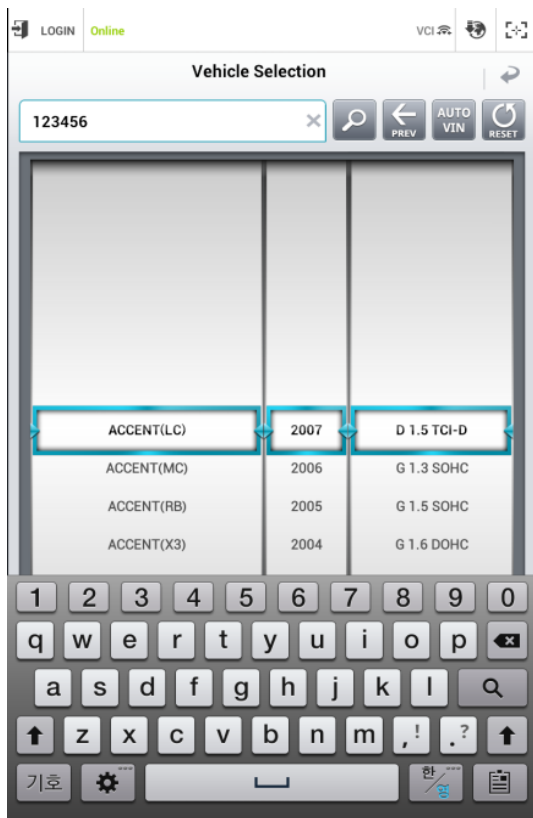 LOGIN Online VCI
Vehicle Selection
123456 PREV AUTO VIN RESET
ACCENT(LC) 2007 D 1.5 TCI-D
ACCENT(MC) 2006 G 1.3 SOHC
ACCENT(RB) 2005 G 1.5 SOHC
ACCENT(X3) 2004 G 1.6 DOHC
1 2 3 4 5 6 7 8 9 0
q w e r t y u i o p
a s d f g h j k l
z x c v b n m , ! . ?
기호 한/영